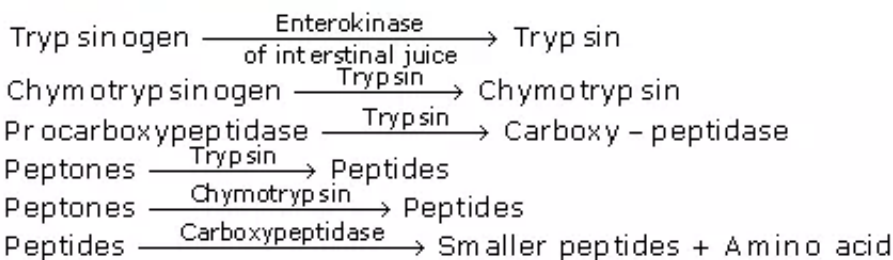 Enterokinase
Trypsinogen → Trypsin
of interstinal juice
Trypsin
Chymotrypsinogen → Chymotrypsin
Trypsin
Procarboxypeptidase → Carboxy – peptidase
Trypsin
Peptones → Peptides
Chymotrypsin
Peptones → Peptides
Carboxypeptidase
Peptides → Smaller peptides + Amino acid